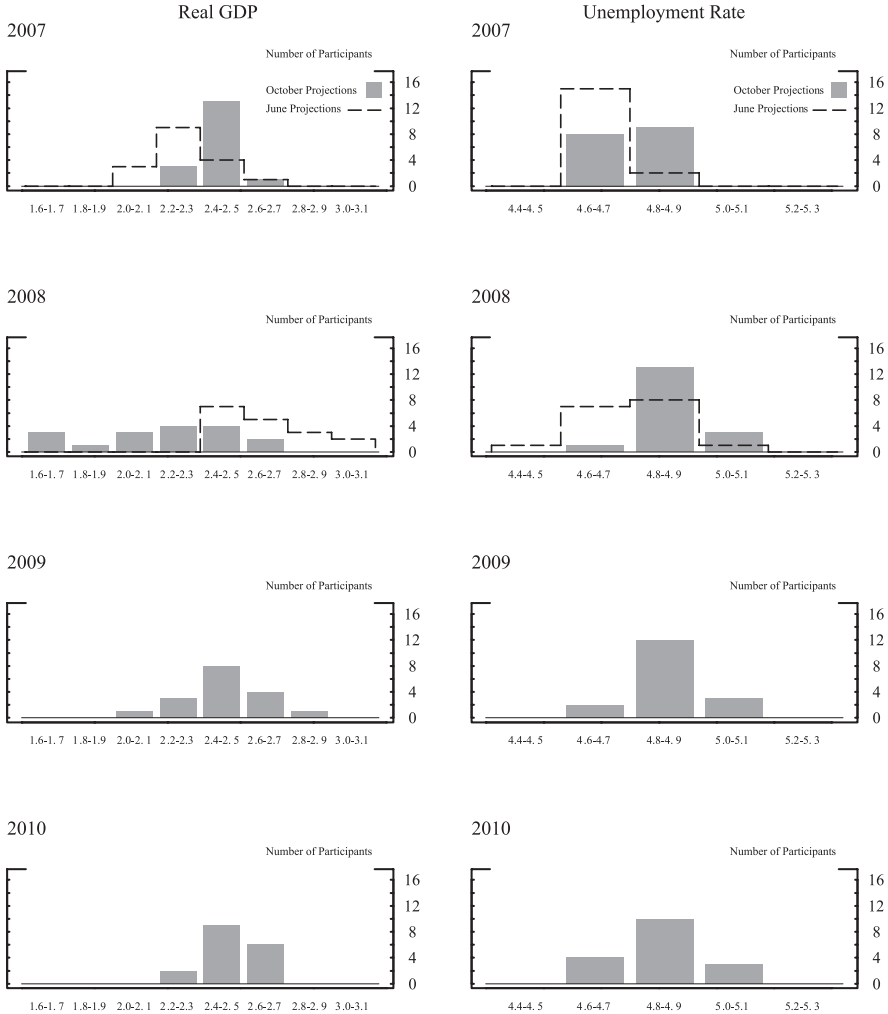 Real GDP
2007
Number of Participants
October Projections
June Projections
16
12
8
4
0
1.6-1.7 1.8-1.9 2.0-2.1 2.2-2.3 2.4-2.5 2.6-2.7 2.8-2.9 3.0-3.1
Unemployment Rate
2007
Number of Participants
October Projections
June Projections
16
12
8
4
0
4.4-4.5 4.6-4.7 4.8-4.9 5.0-5.1 5.2-5.3
2008
Number of Participants
16
12
8
4
0
1.6-1.7 1.8-1.9 2.0-2.1 2.2-2.3 2.4-2.5 2.6-2.7 2.8-2.9 3.0-3.1
2008
Number of Participants
16
12
8
4
0
4.4-4.5 4.6-4.7 4.8-4.9 5.0-5.1 5.2-5.3
2009
Number of Participants
16
12
8
4
0
1.6-1.7 1.8-1.9 2.0-2.1 2.2-2.3 2.4-2.5 2.6-2.7 2.8-2.9 3.0-3.1
2009
Number of Participants
16
12
8
4
0
4.4-4.5 4.6-4.7 4.8-4.9 5.0-5.1 5.2-5.3
2010
Number of Participants
16
12
8
4
0
1.6-1.7 1.8-1.9 2.0-2.1 2.2-2.3 2.4-2.5 2.6-2.7 2.8-2.9 3.0-3.1
2010
Number of Participants
16
12
8
4
0
4.4-4.5 4.6-4.7 4.8-4.9 5.0-5.1 5.2-5.3